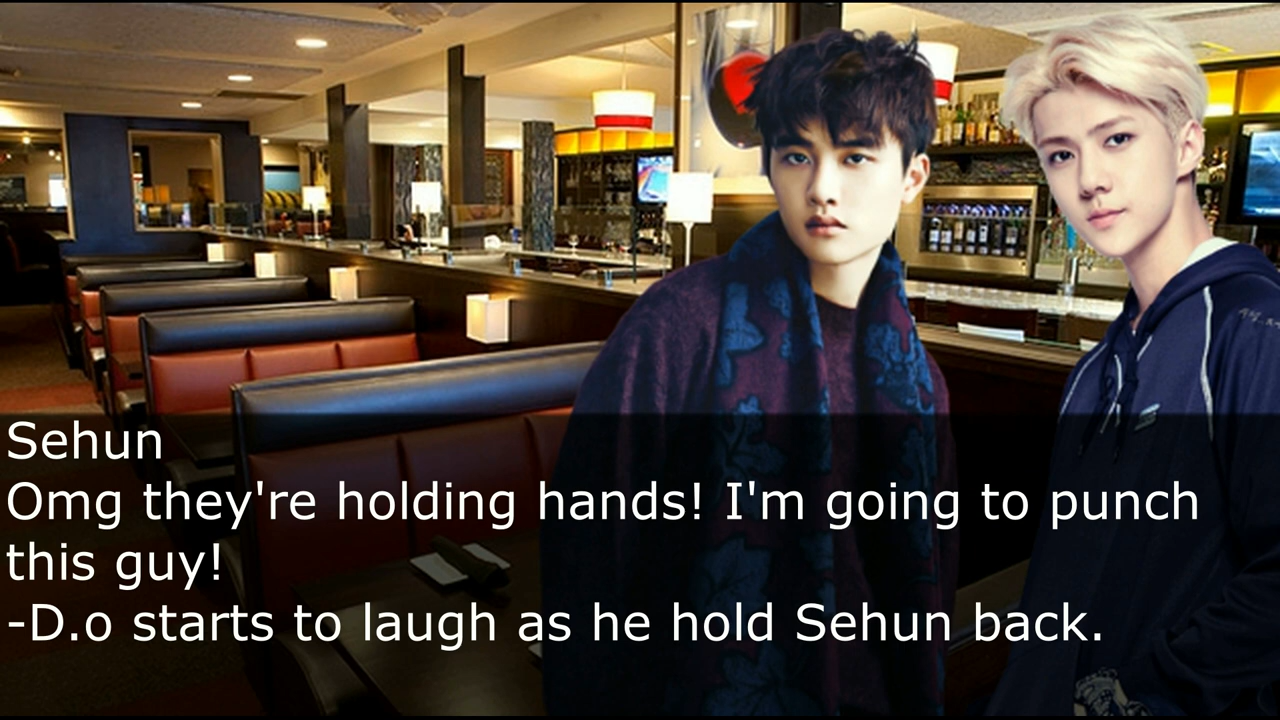 Sehun
Omg they're holding hands! I'm going to punch
this guy!
-D.o starts to laugh as he hold Sehun back.